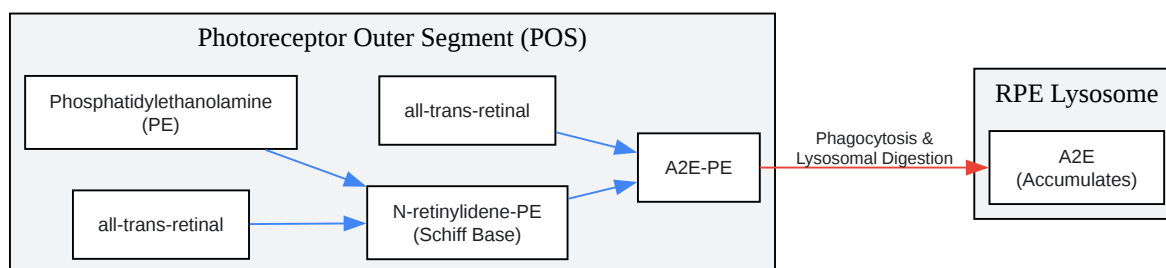 Photoreceptor Outer Segment (POS)
Phosphatidylethanolamine
(PE)
all-trans-retinal
all-trans-retinal
N-retinylidene-PE
(Schiff Base)
A2E-PE
Phagocytosis &
Lysosomal Digestion
RPE Lysosome
A2E
(Accumulates)